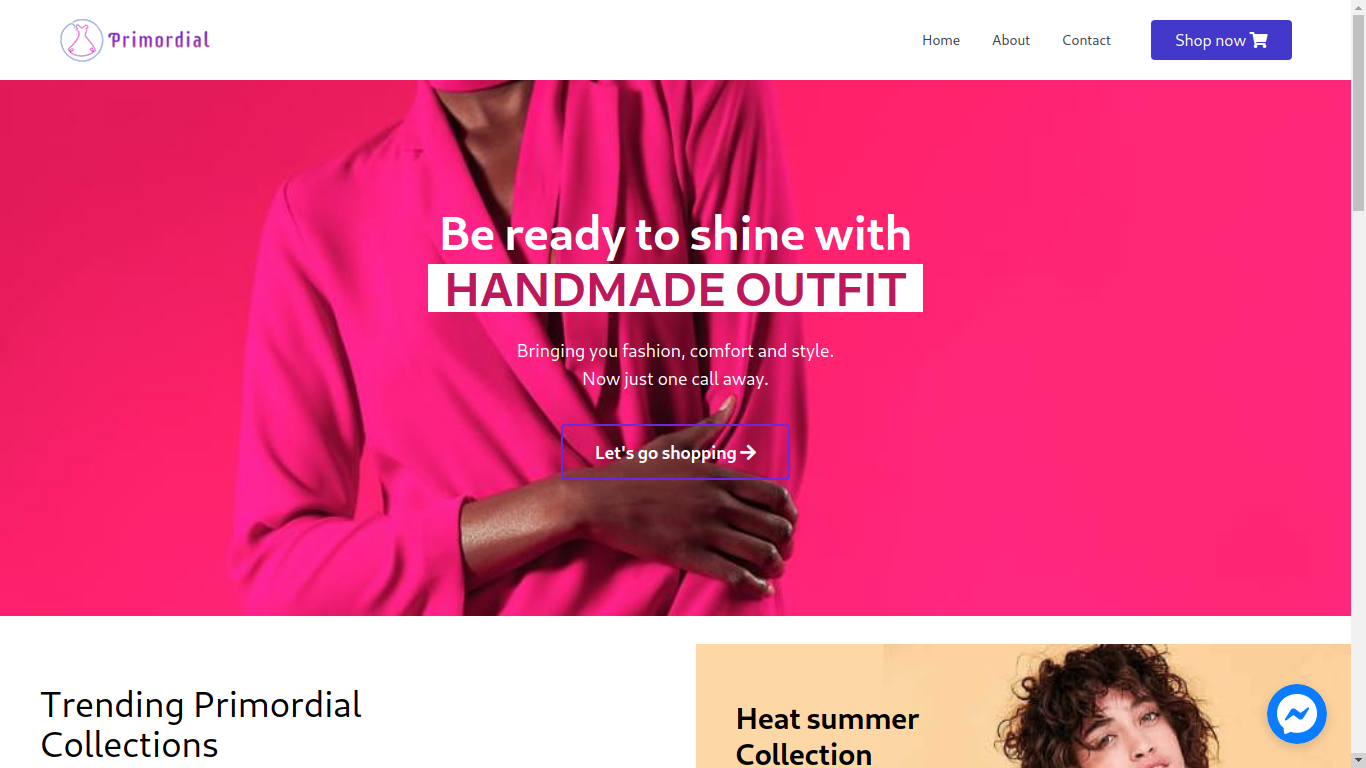 Primordial
Home
About
Contact
Shop now
Be ready to shine with
HANDMADE OUTFIT
Bringing you fashion, comfort and style.
Now just one call away.
Let's go shopping
Trending Primordial
Collections
Heat summer
Collection